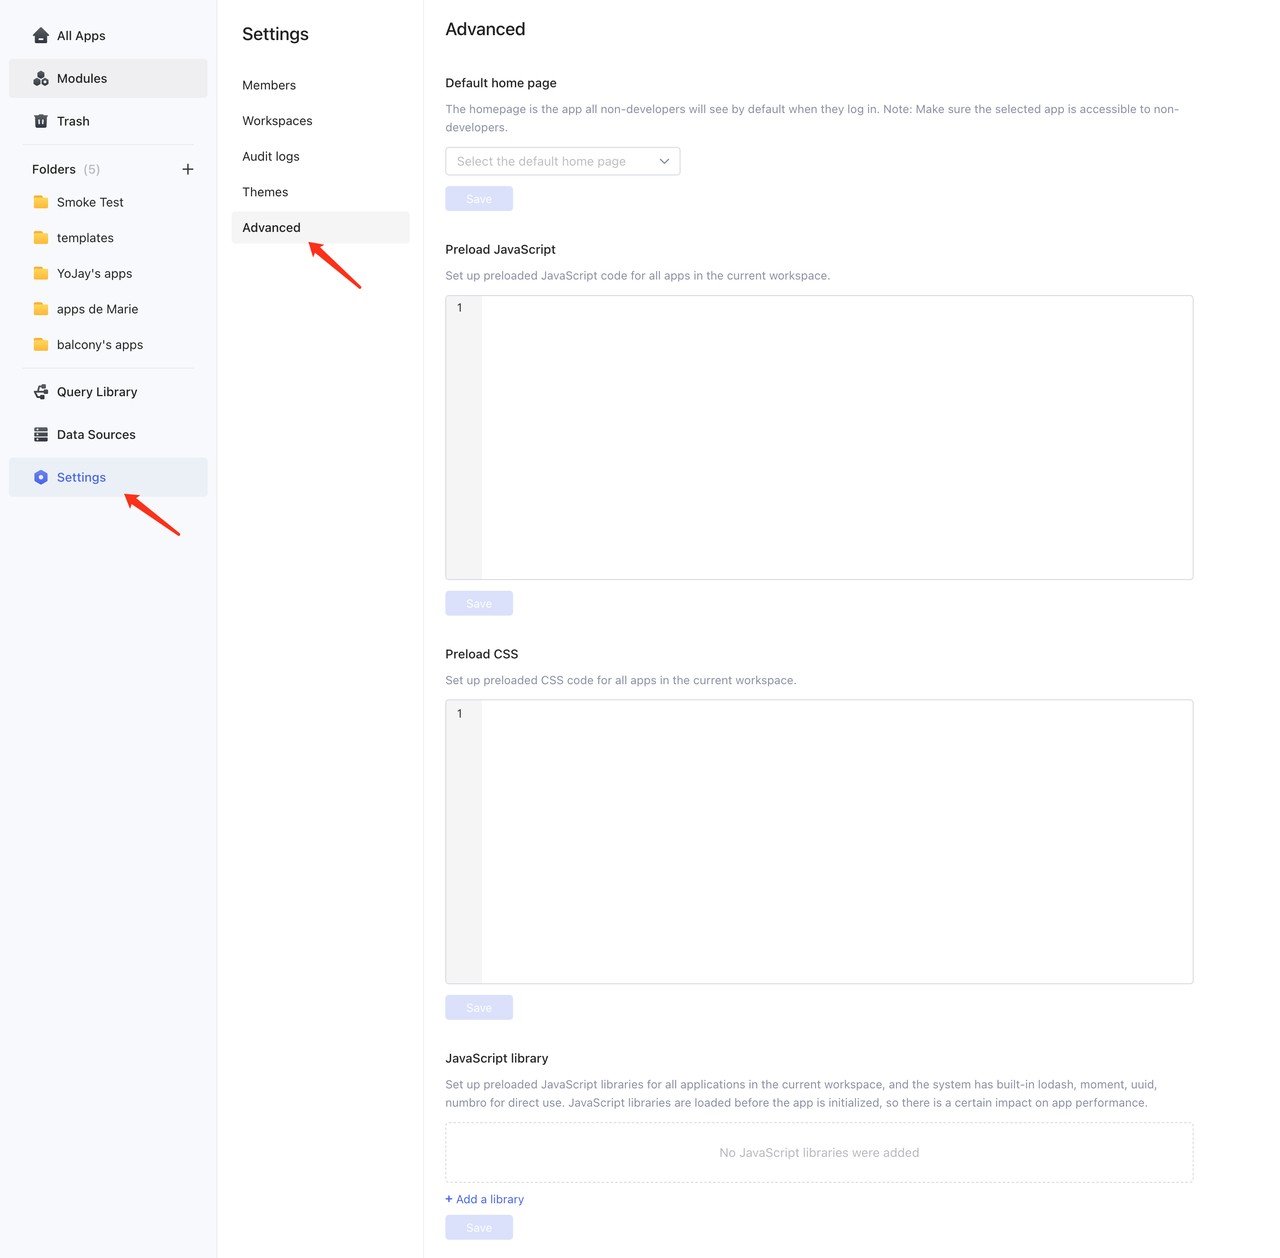 All Apps
Modules
Trash
Folders (5)
Smoke Test
templates
YoJay's apps
apps de Marie
balcony's apps
Query Library
Data Sources
Settings
Settings
Members
Workspaces
Audit logs
Themes
Advanced
Advanced
Default home page
The homepage is the app all non-developers will see by default when they log in. Note: Make sure the selected app is accessible to non-
developers.
Select the default home page
Save
Preload JavaScript
Set up preloaded JavaScript code for all apps in the current workspace.
1
Save
Preload CSS
Set up preloaded CSS code for all apps in the current workspace.
1
Save
JavaScript library
Set up preloaded JavaScript libraries for all applications in the current workspace, and the system has built-in lodash, moment, uuid,
numbro for direct use. JavaScript libraries are loaded before the app is initialized, so there is a certain impact on app performance.
No JavaScript libraries were added
+ Add a library
Save